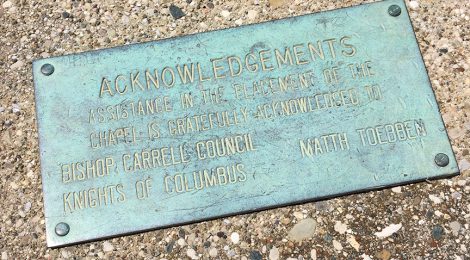 ACKNOWLEDGEMENTS
ASSISTANCE IN THE PLACEMENT OF THE
CHAPEL IS GRATEFULLY ACKNOWLEDGED TO
BISHOP CARRELL COUNCIL MATTH TOEBBEN
KNIGHTS OF COLUMBUS